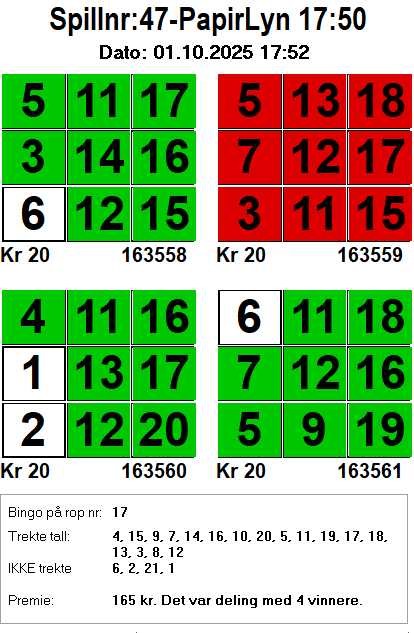 Spillnr:47-PapirLyn 17:50
Dato: 01.10.2025 17:52
5 11 17 5 13 18
3 14 16 7 12 17
6 12 15 3 11 15
Kr 20 163558 Kr 20 163559
4 11 16 6 11 18
1 13 17 7 12 16
2 12 20 5 9 19
Kr 20 163560 Kr 20 163561
Bingo på rop nr: 17
Trekte tall: 4, 15, 9, 7, 14, 16, 10, 20, 5, 11, 19, 17, 18,
13, 3, 8, 12
IKKE trekte 6, 2, 21, 1
Premie: 165 kr. Det var deling med 4 vinnere.